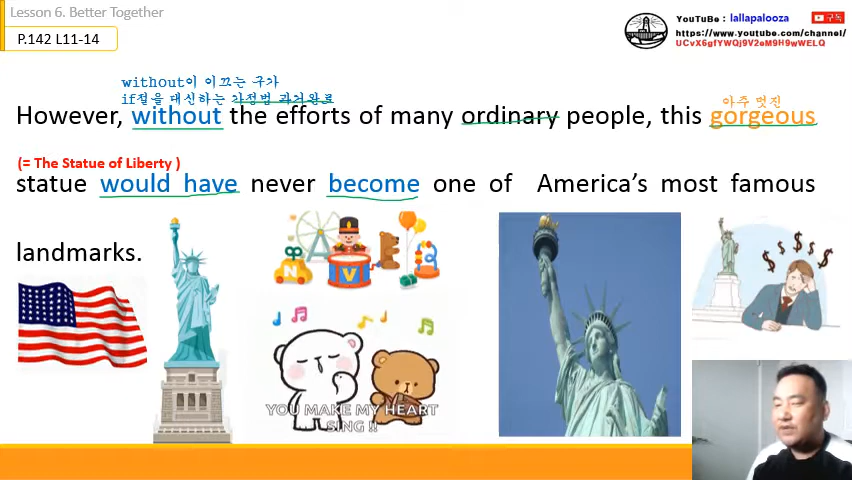 Lesson 6. Better Together
P.142 L11-14
YouTuBe : lallapalooza
구독
https://www.youtube.com/channel/
UCvX6gfYWQj9V2eM9H9wWELQ
without이 이끄는 구가
if절을 대신하는 가정법 과거완료
아주 멋진
However, without the efforts of many ordinary people, this gorgeous
(= The Statue of Liberty )
statue would have never become one of America's most famous
landmarks.
N V E R
YOU MAKE MY HEART
SING !!